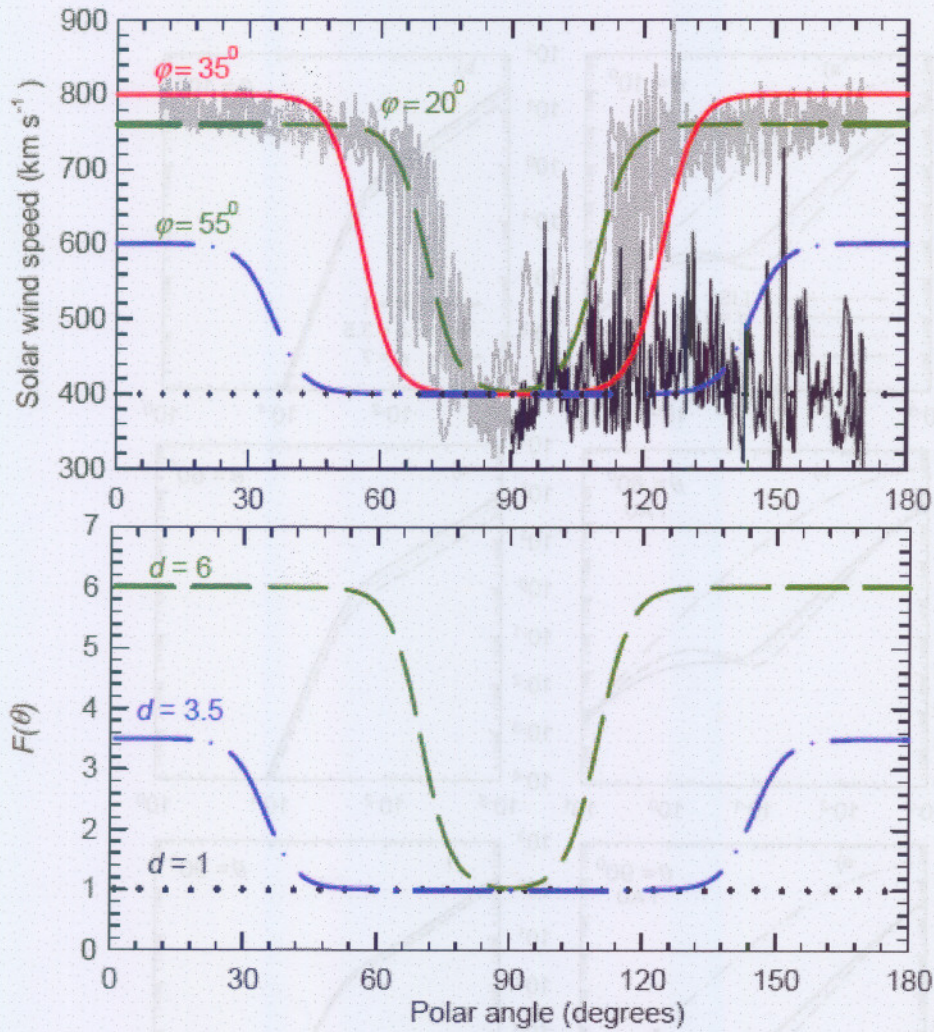 900
800
700
600
500
400
300
Solar wind speed (km s⁻¹)
φ = 35⁰
φ = 20⁰
φ = 55⁰
0 30 60 90 120 150 180
7
6
5
4
3
2
1
0
F(θ)
d = 6
d = 3.5
d = 1
0 30 60 90 120 150 180
Polar angle (degrees)